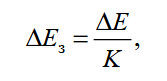 ΔE₃ = ΔE / K,